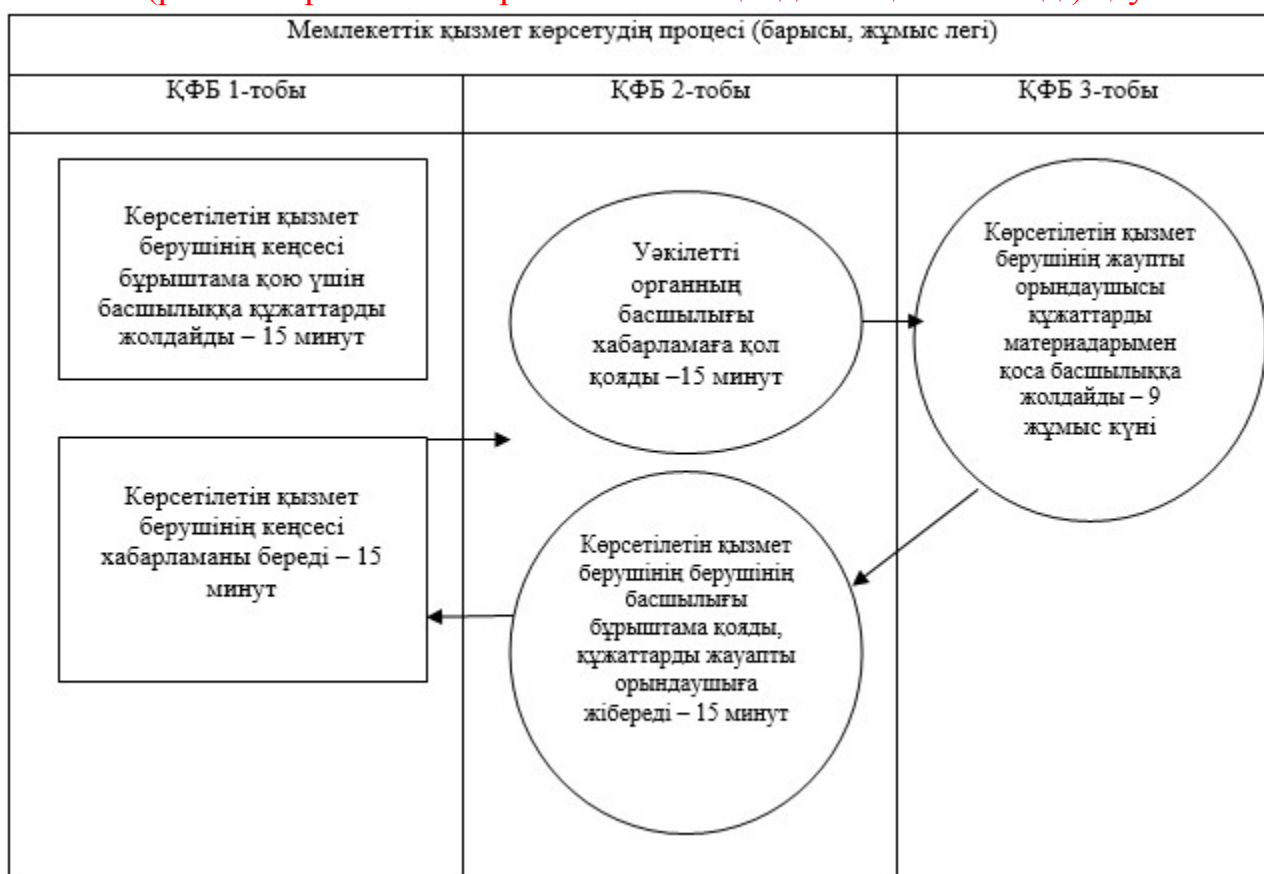 Мемлекеттік қызмет көрсетудің процесі (барысы, жұмыс легі)
ҚФБ 1-тобы
ҚФБ 2-тобы
ҚФБ 3-тобы
Көрсетілетін қызмет
берушінің кеңсесі
бұрыштама қою үшін
басшылыққа құжаттарды
жолдайды – 15 минут
Уәкілетті
органның
басшылығы
хабарламаға қол
қояды –15 минут
Көрсетілетін қызмет
берушінің жаупты
орындаушысы
құжаттарды
материадарымен
қоса басшылыққа
жолдайды – 9
жұмыс күні
Көрсетілетін қызмет
берушінің кеңсесі
хабарламаны береді – 15
минут
Көрсетілетін қызмет
берушінің берушінің
басшылығы
бұрыштама қояды,
құжаттарды жауапты
орындаушыға
жібереді – 15 минут